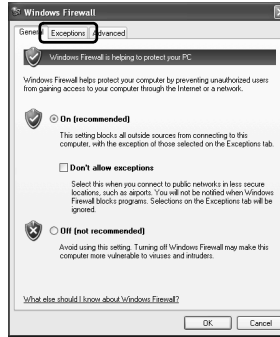 Windows Firewall
General Exceptions Advanced
Windows Firewall is helping to protect your PC
Windows Firewall helps protect your computer by preventing unauthorized users
from gaining access to your computer through the Internet or a network.
On (recommended)
This setting blocks all outside sources from connecting to this
computer, with the exception of those selected on the Exceptions tab.
Don't allow exceptions
Select this when you connect to public networks in less secure
locations, such as airports. You will not be notified when Windows
Firewall blocks programs. Selections on the Exceptions tab will be
ignored.
Off (not recommended)
Avoid using this setting. Turning off Windows Firewall may make this
computer more vulnerable to viruses and intruders.
What else should I know about Windows Firewall?
OK Cancel